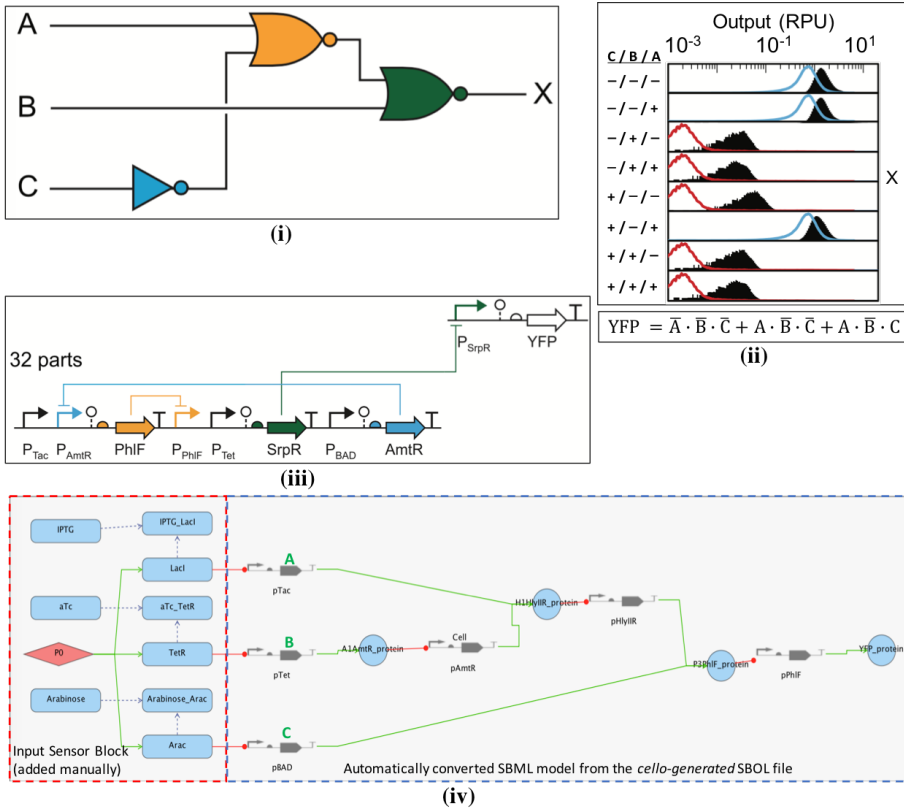 A
B
C
X
(i)
Output (RPU)
10-3 10-1 101
C / B / A
−/−/−
−/−/+
−/+/−
−/+/+
+/−/−
+/−/+
+/+/−
+/+/+
X
YFP = A̅ · B̅ · C̅ + A · B̅ · C̅ + A · B̅ · C
(ii)
32 parts
PSrpR YFP
PTac PAmtR PhlF PPhlF PTet SrpR PBAD AmtR
(iii)
IPTG IPTG_LacI
LacI A
pTac
H1HlyIIR_protein
pHlyIIR
aTc aTc_TetR
P0 TetR B
pTet
A1AmtR_protein
Cell
pAmtR
P3PhlF_protein
pPhlF
YFP_protein
Arabinose Arabinose_Arac
Arac C
pBAD
Input Sensor Block
(added manually)
Automatically converted SBML model from the cello-generated SBOL file
(iv)